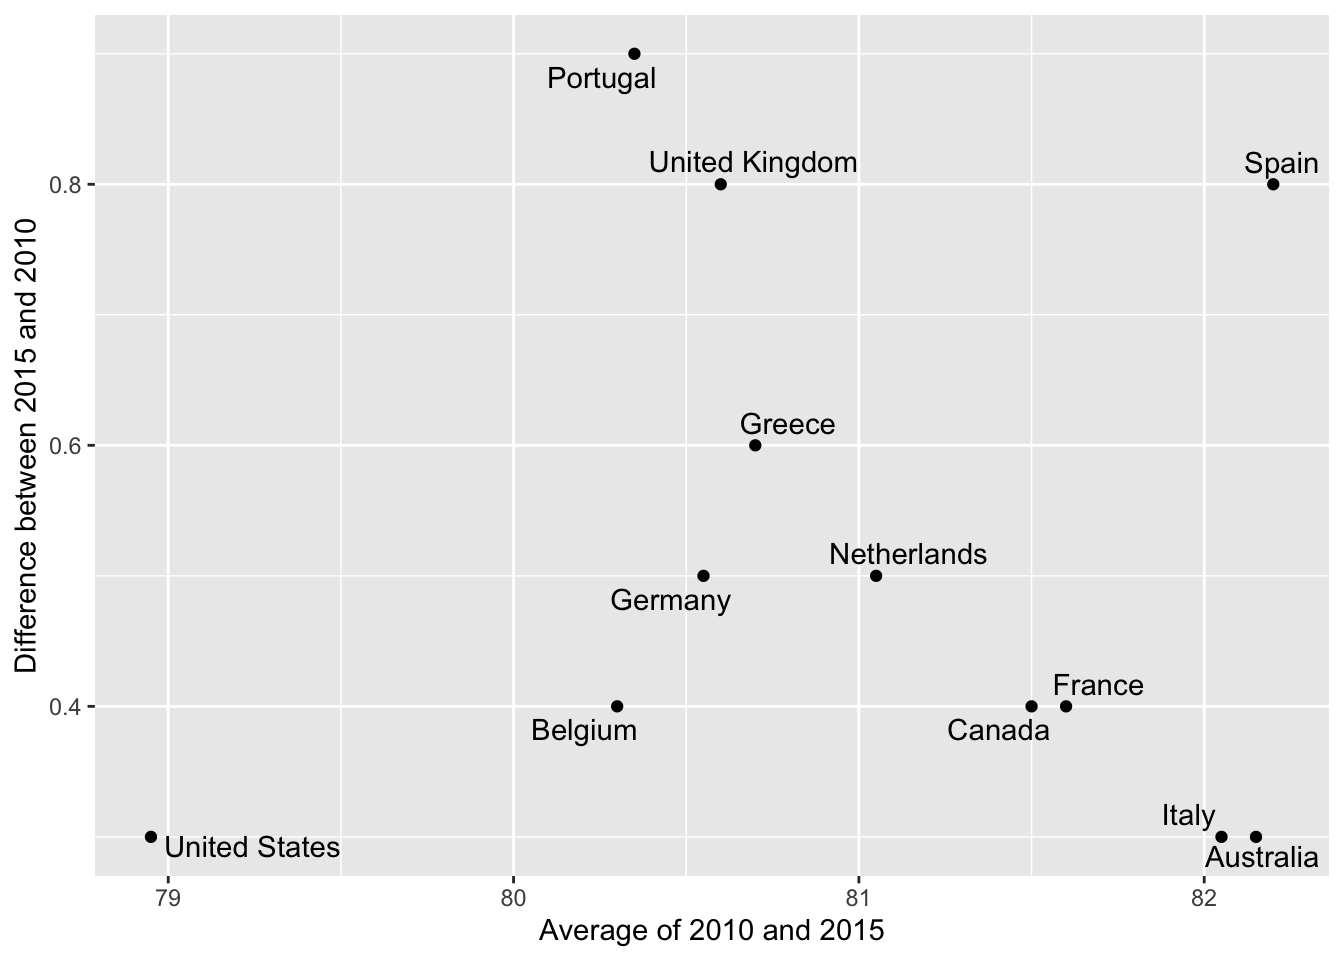 Portugal
United Kingdom
Spain
0.8
Greece
0.6
Netherlands
Germany
France
0.4
Canada
Belgium
Italy
United States
Australia
79
80
81
82
Average of 2010 and 2015
Difference between 2015 and 2010